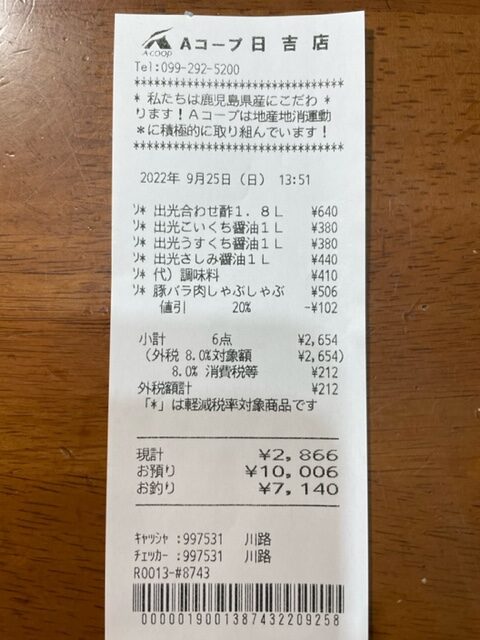 A COOP
Aコープ 日吉店
Tel:099-292-5200
************************************
* 私たちは鹿児島県産にこだわ *
* ります!Aコープは地産地消運動
*に積極的に取り組んでいます! *
************************************
2022年 9月25日(日) 13:51
ソ* 出光合わせ酢1.8L ¥640
ソ* 出光こいくち醤油1L ¥380
ソ* 出光うすくち醤油1L ¥380
ソ* 出光さしみ醤油1L ¥440
ソ* 代)調味料 ¥410
ソ* 豚バラ肉しゃぶしゃぶ ¥506
値引 20% -¥102
小計 6点 ¥2,654
(外税 8.0%対象額 ¥2,654)
8.0% 消費税等 ¥212
外税額計 ¥212
「*」は軽減税率対象商品です
現計 ¥2,866
お預り ¥10,006
お釣り ¥7,140
キャッシャ :997531 川路
チェッカー :997531 川路
R0013-#8743
0000019001387432209258